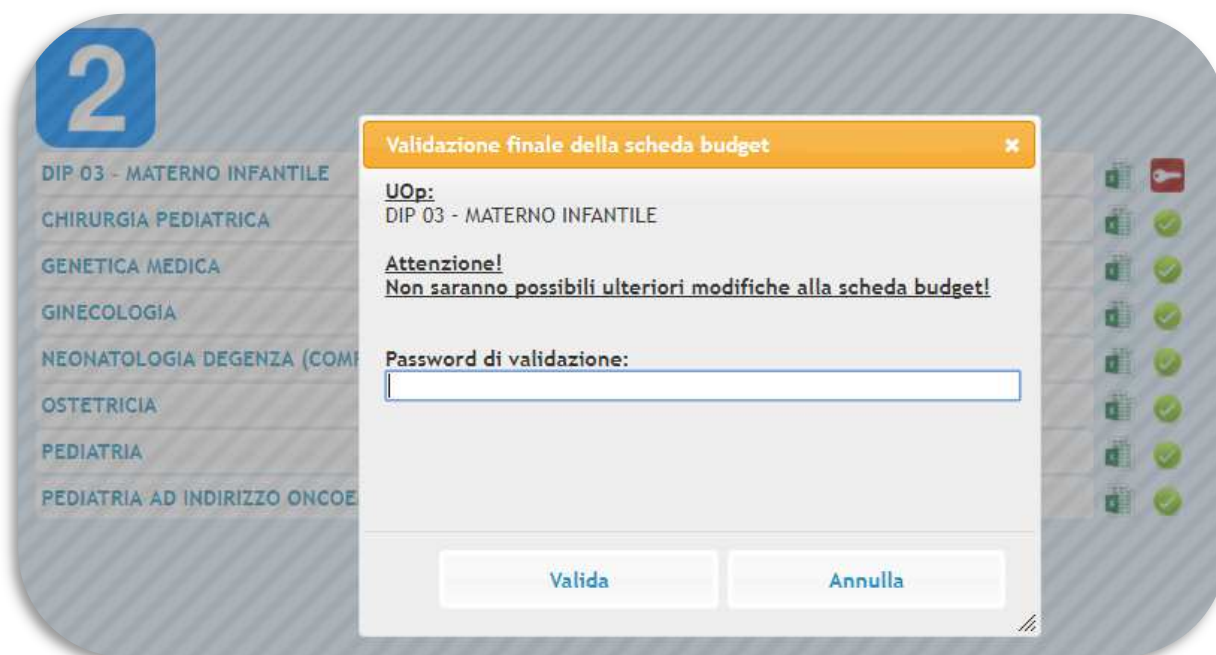 2
DIP 03 - MATERNO INFANTILE
CHIRURGIA PEDIATRICA
GENETICA MEDICA
GINECOLOGIA
NEONATOLOGIA DEGENZA
OSTETRICIA
PEDIATRIA
PEDIATRIA AD INDIRIZZO
Validazione finale della scheda budget
UOp:
DIP 03 - MATERNO INFANTILE
Attenzione!
Non saranno possibili ulteriori modifiche alla scheda budget!
Password di validazione:
Valida Annulla